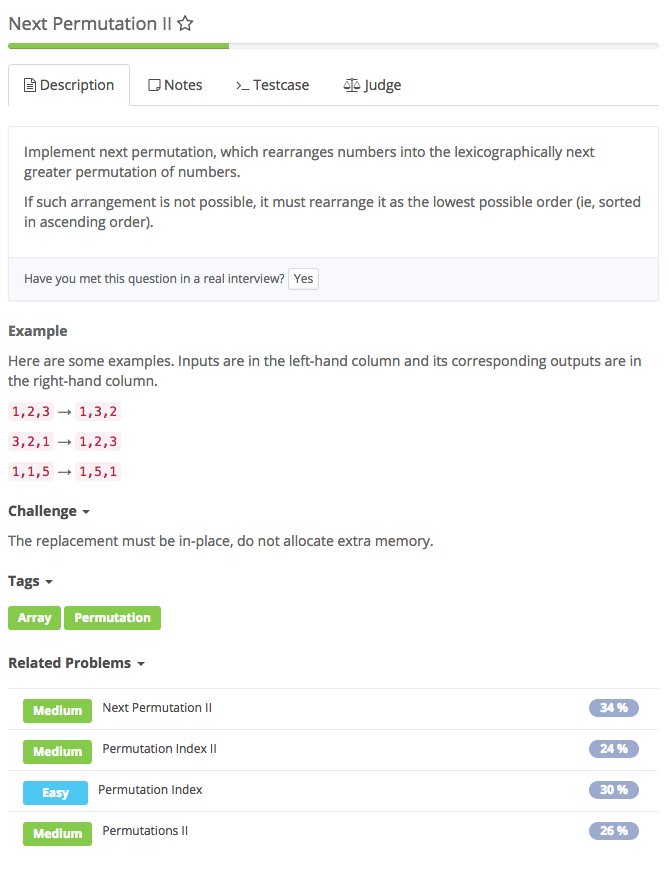 Next Permutation II
Description Notes >_ Testcase Judge
Implement next permutation, which rearranges numbers into the lexicographically next
greater permutation of numbers.
If such arrangement is not possible, it must rearrange it as the lowest possible order (ie, sorted
in ascending order).
Have you met this question in a real interview? Yes
Example
Here are some examples. Inputs are in the left-hand column and its corresponding outputs are in
the right-hand column.
1,2,3 → 1,3,2
3,2,1 → 1,2,3
1,1,5 → 1,5,1
Challenge
The replacement must be in-place, do not allocate extra memory.
Tags
Array Permutation
Related Problems
Medium Next Permutation II 34 %
Medium Permutation Index II 24 %
Easy Permutation Index 30 %
Medium Permutations II 26 %